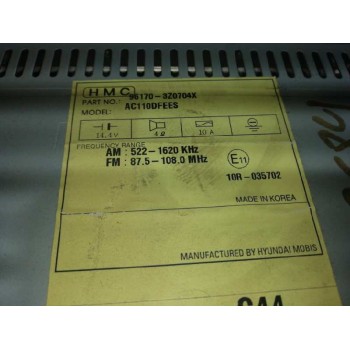 HMC
PART NO.: 96170-3Z0704X
MODEL: AC110DFEES
14.4V 4Ω 10A
FREQUENCY RANGE
AM : 522-1620 KHz
FM : 87.5-108.0 MHz
E11
10R-035702
MADE IN KOREA
MANUFACTURED BY HYUNDAI MOBIS